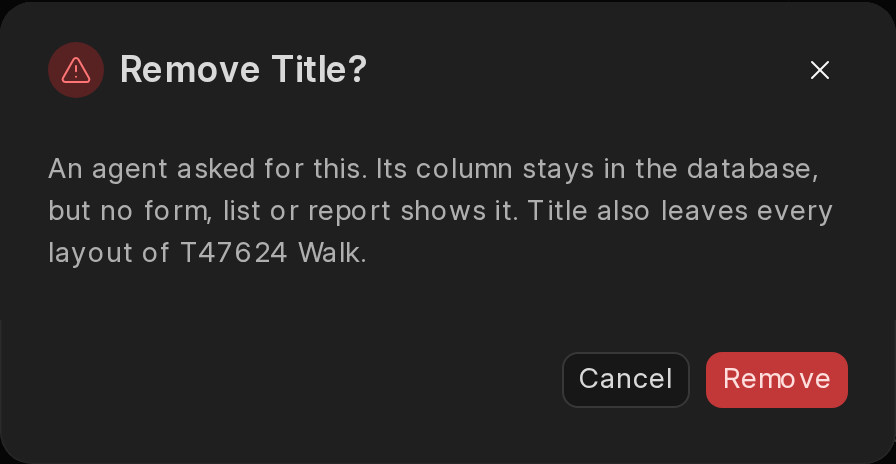 Remove Title?
An agent asked for this. Its column stays in the database,
but no form, list or report shows it. Title also leaves every
layout of T47624 Walk.
Cancel
Remove